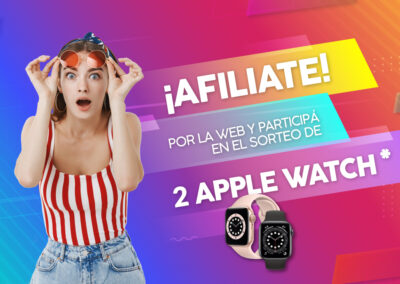 ¡AFILIATE!
POR LA WEB Y PARTICIPÁ
EN EL SORTEO DE
2 APPLE WATCH*